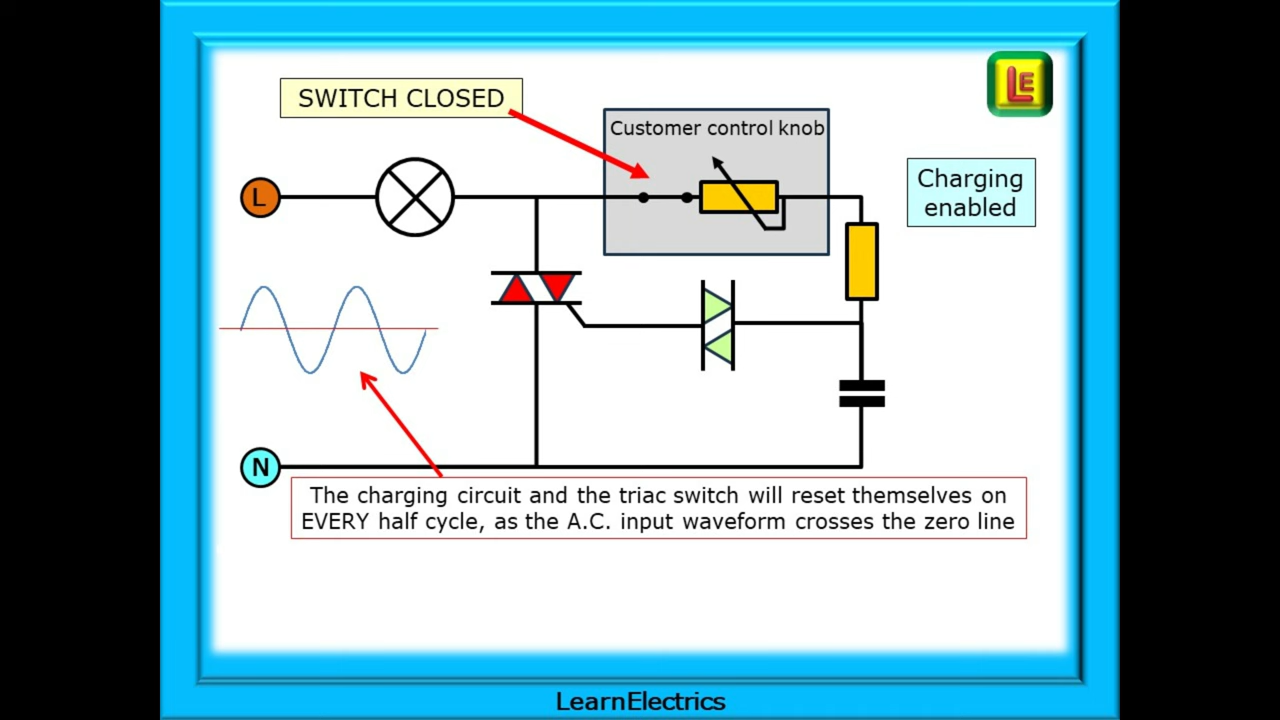 SWITCH CLOSED
LE
Customer control knob
L
Charging
enabled
N
The charging circuit and the triac switch will reset themselves on
EVERY half cycle, as the A.C. input waveform crosses the zero line
LearnElectrics